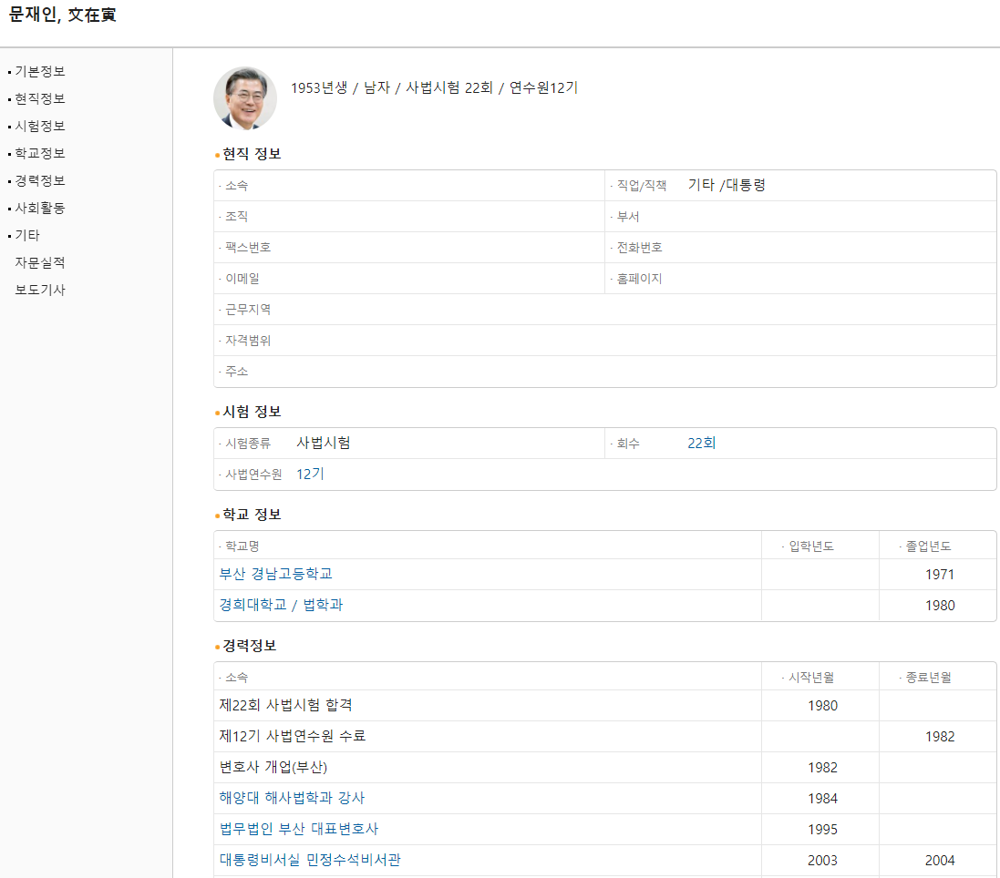 문재인, 文在寅
기본정보
현직정보
시험정보
학교정보
경력정보
사회활동
기타
자문실적
보도기사
1953년생 / 남자 / 사법시험 22회 / 연수원12기
현직 정보
· 소속 · 직업/직책 기타 /대통령
· 조직 · 부서
· 팩스번호 · 전화번호
· 이메일 · 홈페이지
· 근무지역
· 자격범위
· 주소
시험 정보
· 시험종류 사법시험 · 회수 22회
· 사법연수원 12기
학교 정보
· 학교명 · 입학년도 · 졸업년도
부산 경남고등학교 1971
경희대학교 / 법학과 1980
경력정보
· 소속 · 시작년월 · 종료년월
제22회 사법시험 합격 1980
제12기 사법연수원 수료 1982
변호사 개업(부산) 1982
해양대 해사법학과 강사 1984
법무법인 부산 대표변호사 1995
대통령비서실 민정수석비서관 2003 2004